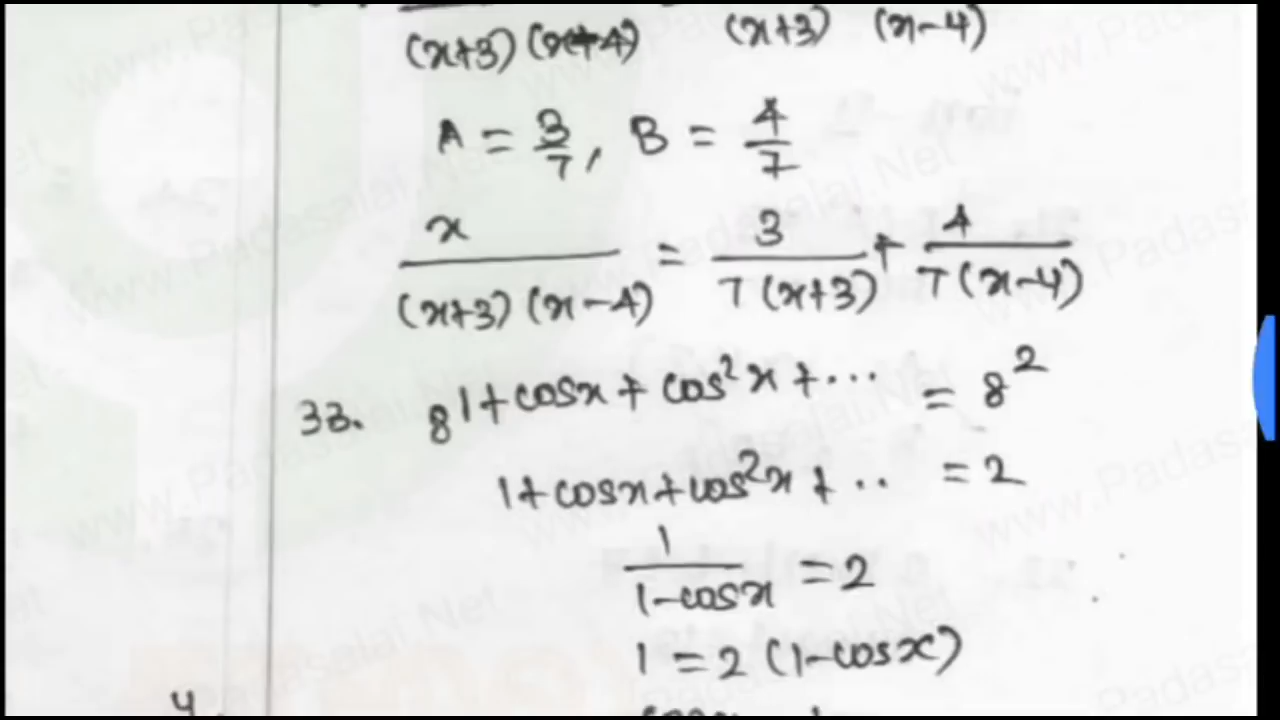 (x+3) (x-4) (x+3) (x-4)
A = 3/7, B = 4/7
x/((x+3) (x-4)) = 3/(7(x+3)) + 4/(7(x-4))
33. 8^(1+cosx+cos²x+...) = 8²
1+cosx+cos²x+.. = 2
1/(1-cosx) = 2
1 = 2 (1-cosx)